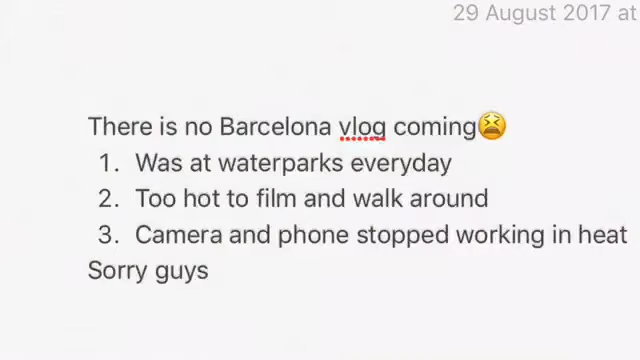 29 August 2017 at
There is no Barcelona vlog coming😫
1. Was at waterparks everyday
2. Too hot to film and walk around
3. Camera and phone stopped working in heat
Sorry guys